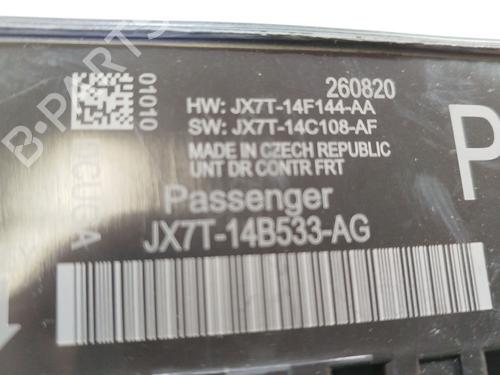 260820
01010
HW: JX7T-14F144-AA
SW: JX7T-14C108-AF
MADE IN CZECH REPUBLIC
UNT DR CONTR FRT
P
Passenger
JX7T-14B533-AG
B-PARTS